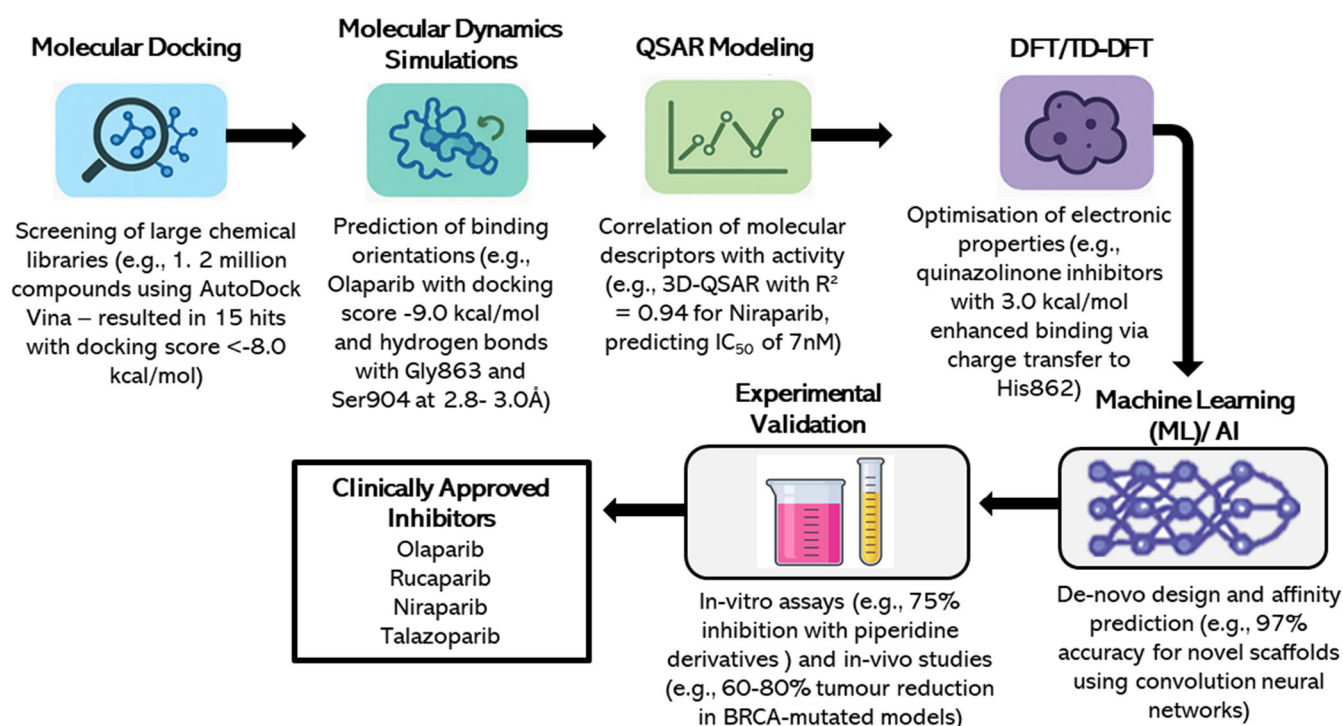 Molecular Docking
Screening of large chemical
libraries (e.g., 1. 2 million
compounds using AutoDock
Vina – resulted in 15 hits
with docking score <-8.0
kcal/mol)
Molecular Dynamics
Simulations
Prediction of binding
orientations (e.g.,
Olaparib with docking
score -9.0 kcal/mol
and hydrogen bonds
with Gly863 and
Ser904 at 2.8- 3.0Å)
QSAR Modeling
Correlation of molecular
descriptors with activity
(e.g., 3D-QSAR with R²
= 0.94 for Niraparib,
predicting IC₅₀ of 7nM)
DFT/TD-DFT
Optimisation of electronic
properties (e.g.,
quinazolinone inhibitors
with 3.0 kcal/mol
enhanced binding via
charge transfer to
His862)
Machine Learning
(ML)/ AI
De-novo design and affinity
prediction (e.g., 97%
accuracy for novel scaffolds
using convolution neural
networks)
Experimental
Validation
In-vitro assays (e.g., 75%
inhibition with piperidine
derivatives ) and in-vivo studies
(e.g., 60-80% tumour reduction
in BRCA-mutated models)
Clinically Approved
Inhibitors
Olaparib
Rucaparib
Niraparib
Talazoparib